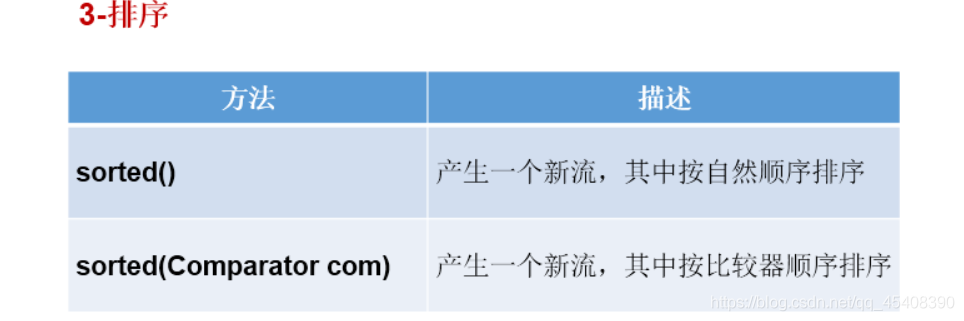 3-排序
方法 描述
sorted() 产生一个新流，其中按自然顺序排序
sorted(Comparator com) 产生一个新流，其中按比较器顺序排序
https://blog.csdn.net/qq_45408390